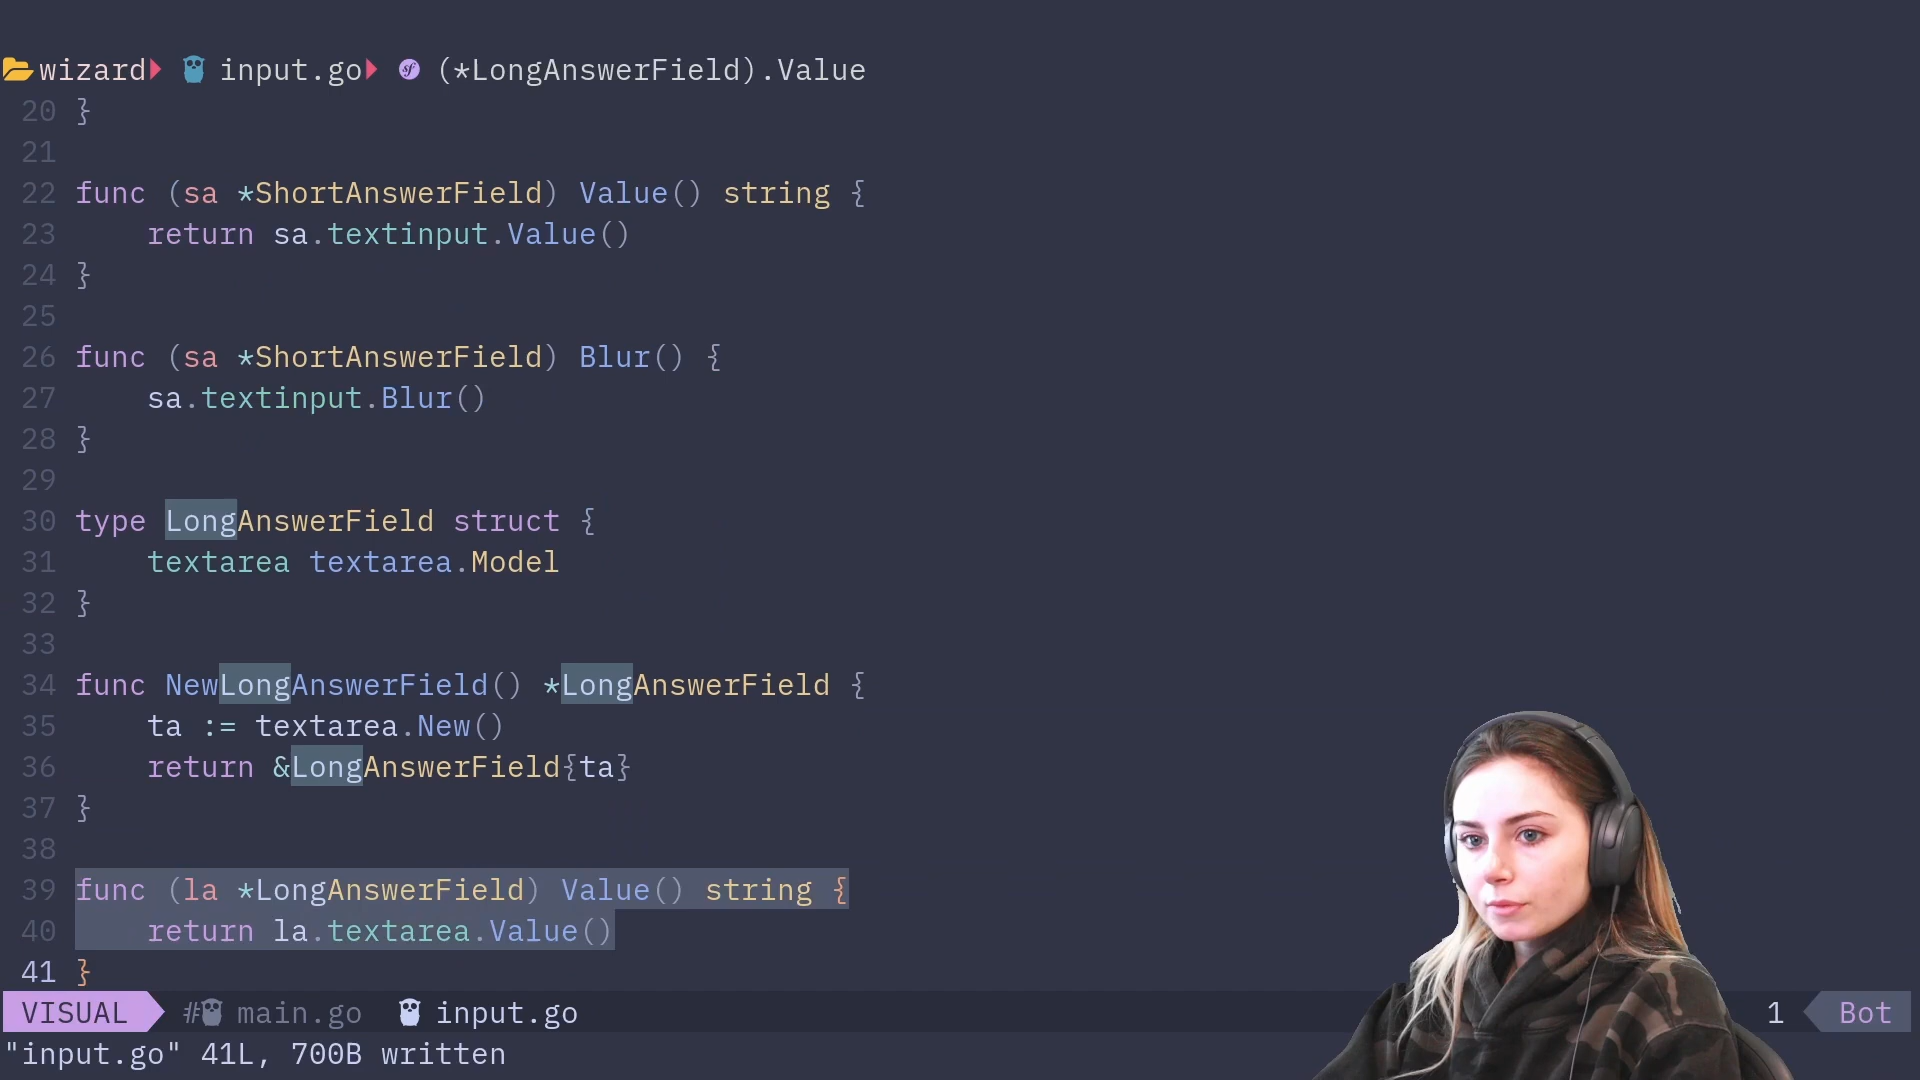 wizard input.go (*LongAnswerField).Value
20 }
21
22 func (sa *ShortAnswerField) Value() string {
23     return sa.textinput.Value()
24 }
25
26 func (sa *ShortAnswerField) Blur() {
27     sa.textinput.Blur()
28 }
29
30 type LongAnswerField struct {
31     textarea textarea.Model
32 }
33
34 func NewLongAnswerField() *LongAnswerField {
35     ta := textarea.New()
36     return &LongAnswerField{ta}
37 }
38
39 func (la *LongAnswerField) Value() string {
40     return la.textarea.Value()
41 }
VISUAL # main.go input.go 1 Bot
"input.go" 41L, 700B written